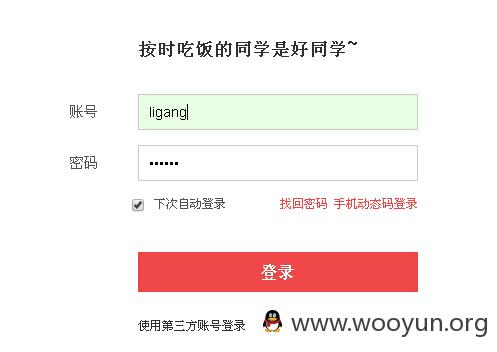 按时吃饭的同学是好同学~
账号 ligang
密码 ••••••
下次自动登录 找回密码 手机动态码登录
登录
使用第三方账号登录 www.wooyun.org